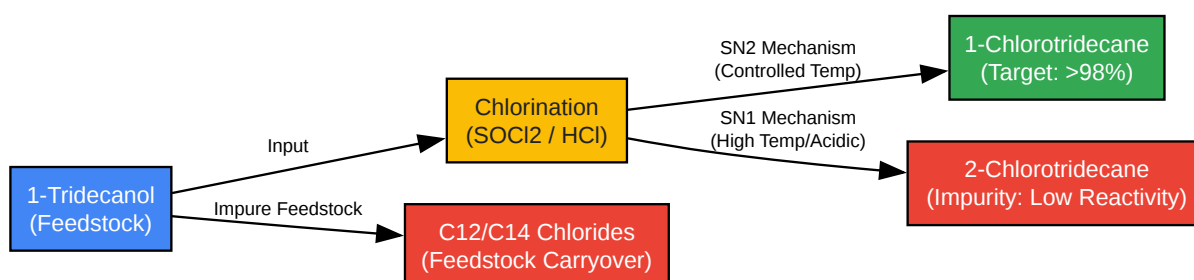 1-Tridecanol
(Feedstock)
Input
Impure Feedstock
Chlorination
(SOCl2 / HCl)
C12/C14 Chlorides
(Feedstock Carryover)
SN2 Mechanism
(Controlled Temp)
SN1 Mechanism
(High Temp/Acidic)
1-Chlorotridecane
(Target: >98%)
2-Chlorotridecane
(Impurity: Low Reactivity)